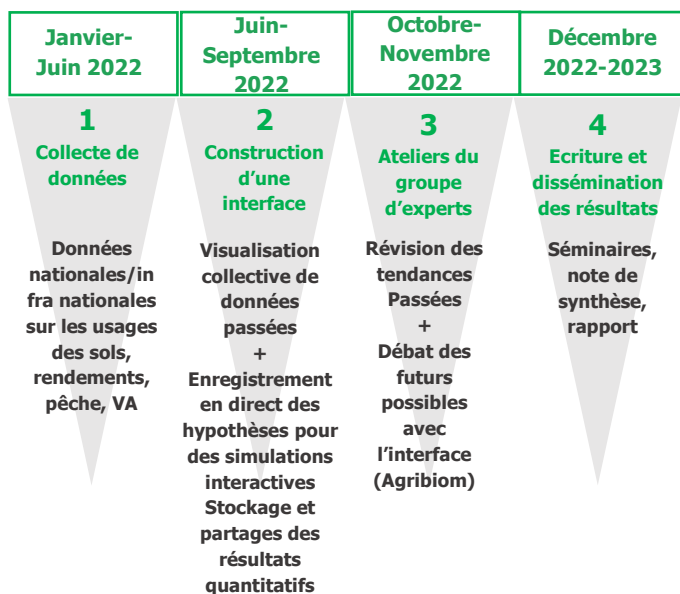 Janvier-
Juin 2022
Juin-
Septembre
2022
Octobre-
Novembre
2022
Décembre
2022-2023
1
Collecte de
données
Données
nationales/in
fra nationales
sur les usages
des sols,
rendements,
pêche, VA
2
Construction
d’une
interface
Visualisation
collective de
données
passées
+
Enregistrement
en direct des
hypothèses pour
des simulations
interactives
Stockage et
partages des
résultats
quantitatifs
3
Ateliers du
groupe
d’experts
Révision des
tendances
Passées
+
Débat des
futurs
possibles
avec
l’interface
(Agribiom)
4
Ecriture et
dissémination
des résultats
Séminaires,
note de
synthèse,
rapport